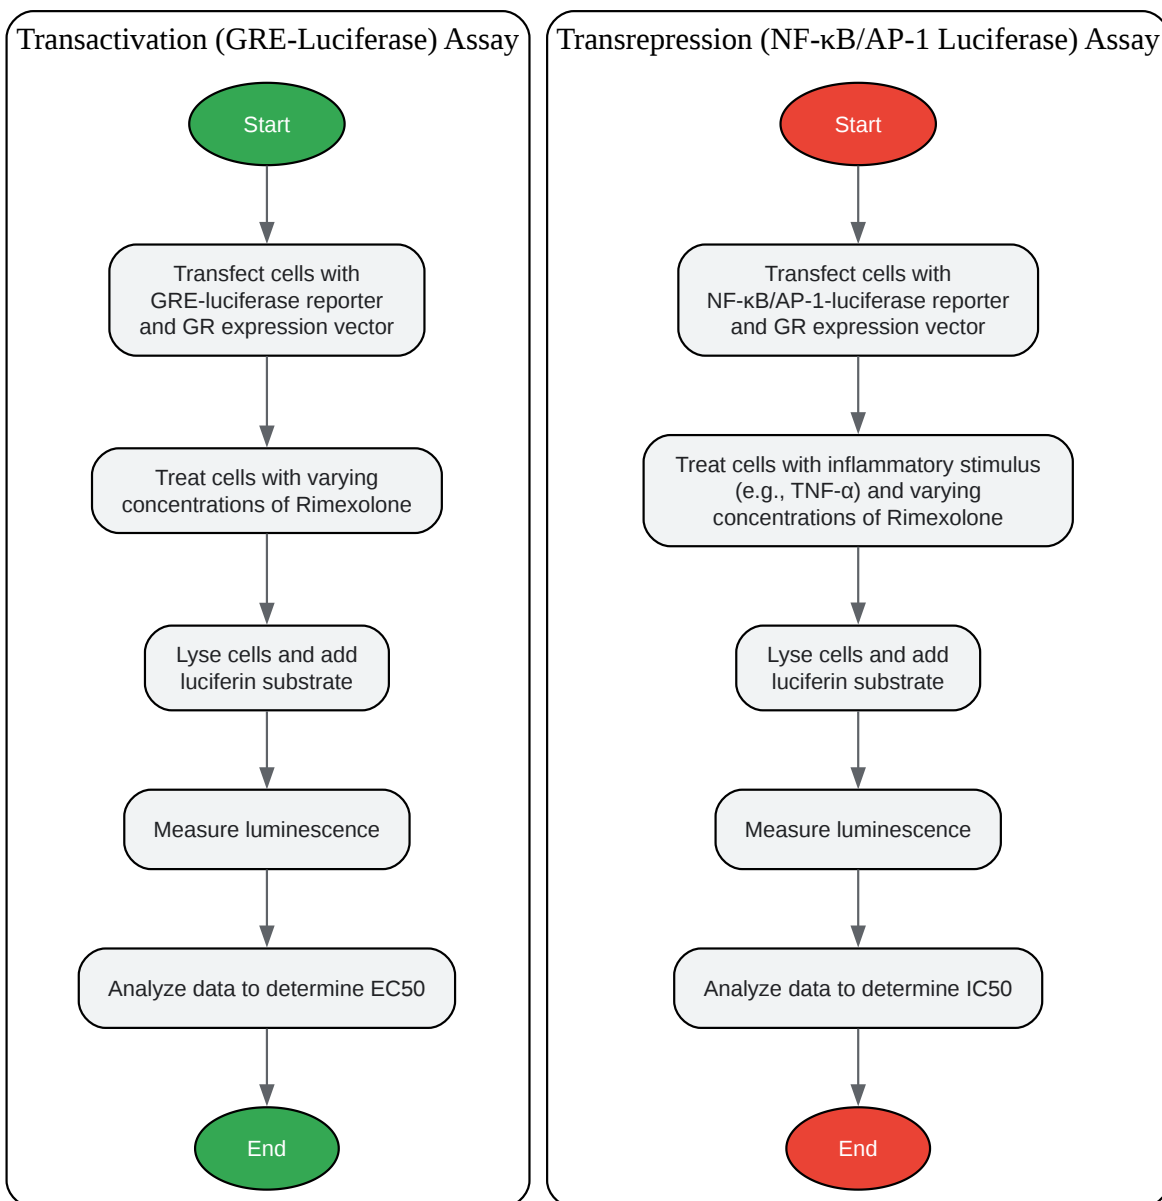 Transactivation (GRE-Luciferase) Assay
Start
Transfect cells with
GRE-luciferase reporter
and GR expression vector
Treat cells with varying
concentrations of Rimexolone
Lyse cells and add
luciferin substrate
Measure luminescence
Analyze data to determine EC50
End
Transrepression (NF-κB/AP-1 Luciferase) Assay
Start
Transfect cells with
NF-κB/AP-1-luciferase reporter
and GR expression vector
Treat cells with inflammatory stimulus
(e.g., TNF-α) and varying
concentrations of Rimexolone
Lyse cells and add
luciferin substrate
Measure luminescence
Analyze data to determine IC50
End